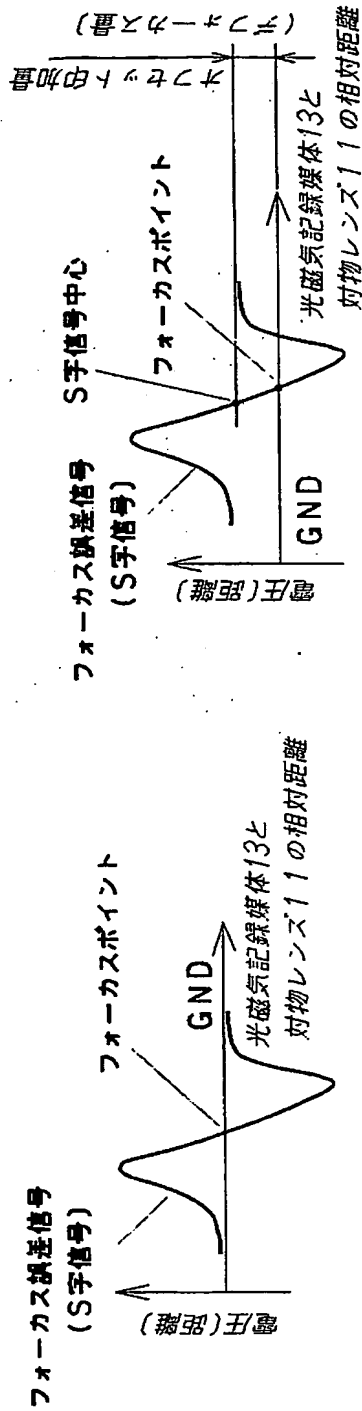 フォーカス誤差信号
(S字信号)
フォーカスポイント
GND
電圧(距離)
光磁気記録媒体13と
対物レンズ11の相対距離
フォーカス誤差信号
(S字信号)
S字信号中心
フォーカスポイント
オフセット印加量
(デフォーカス量)
GND
電圧(距離)
光磁気記録媒体13と
対物レンズ11の相対距離